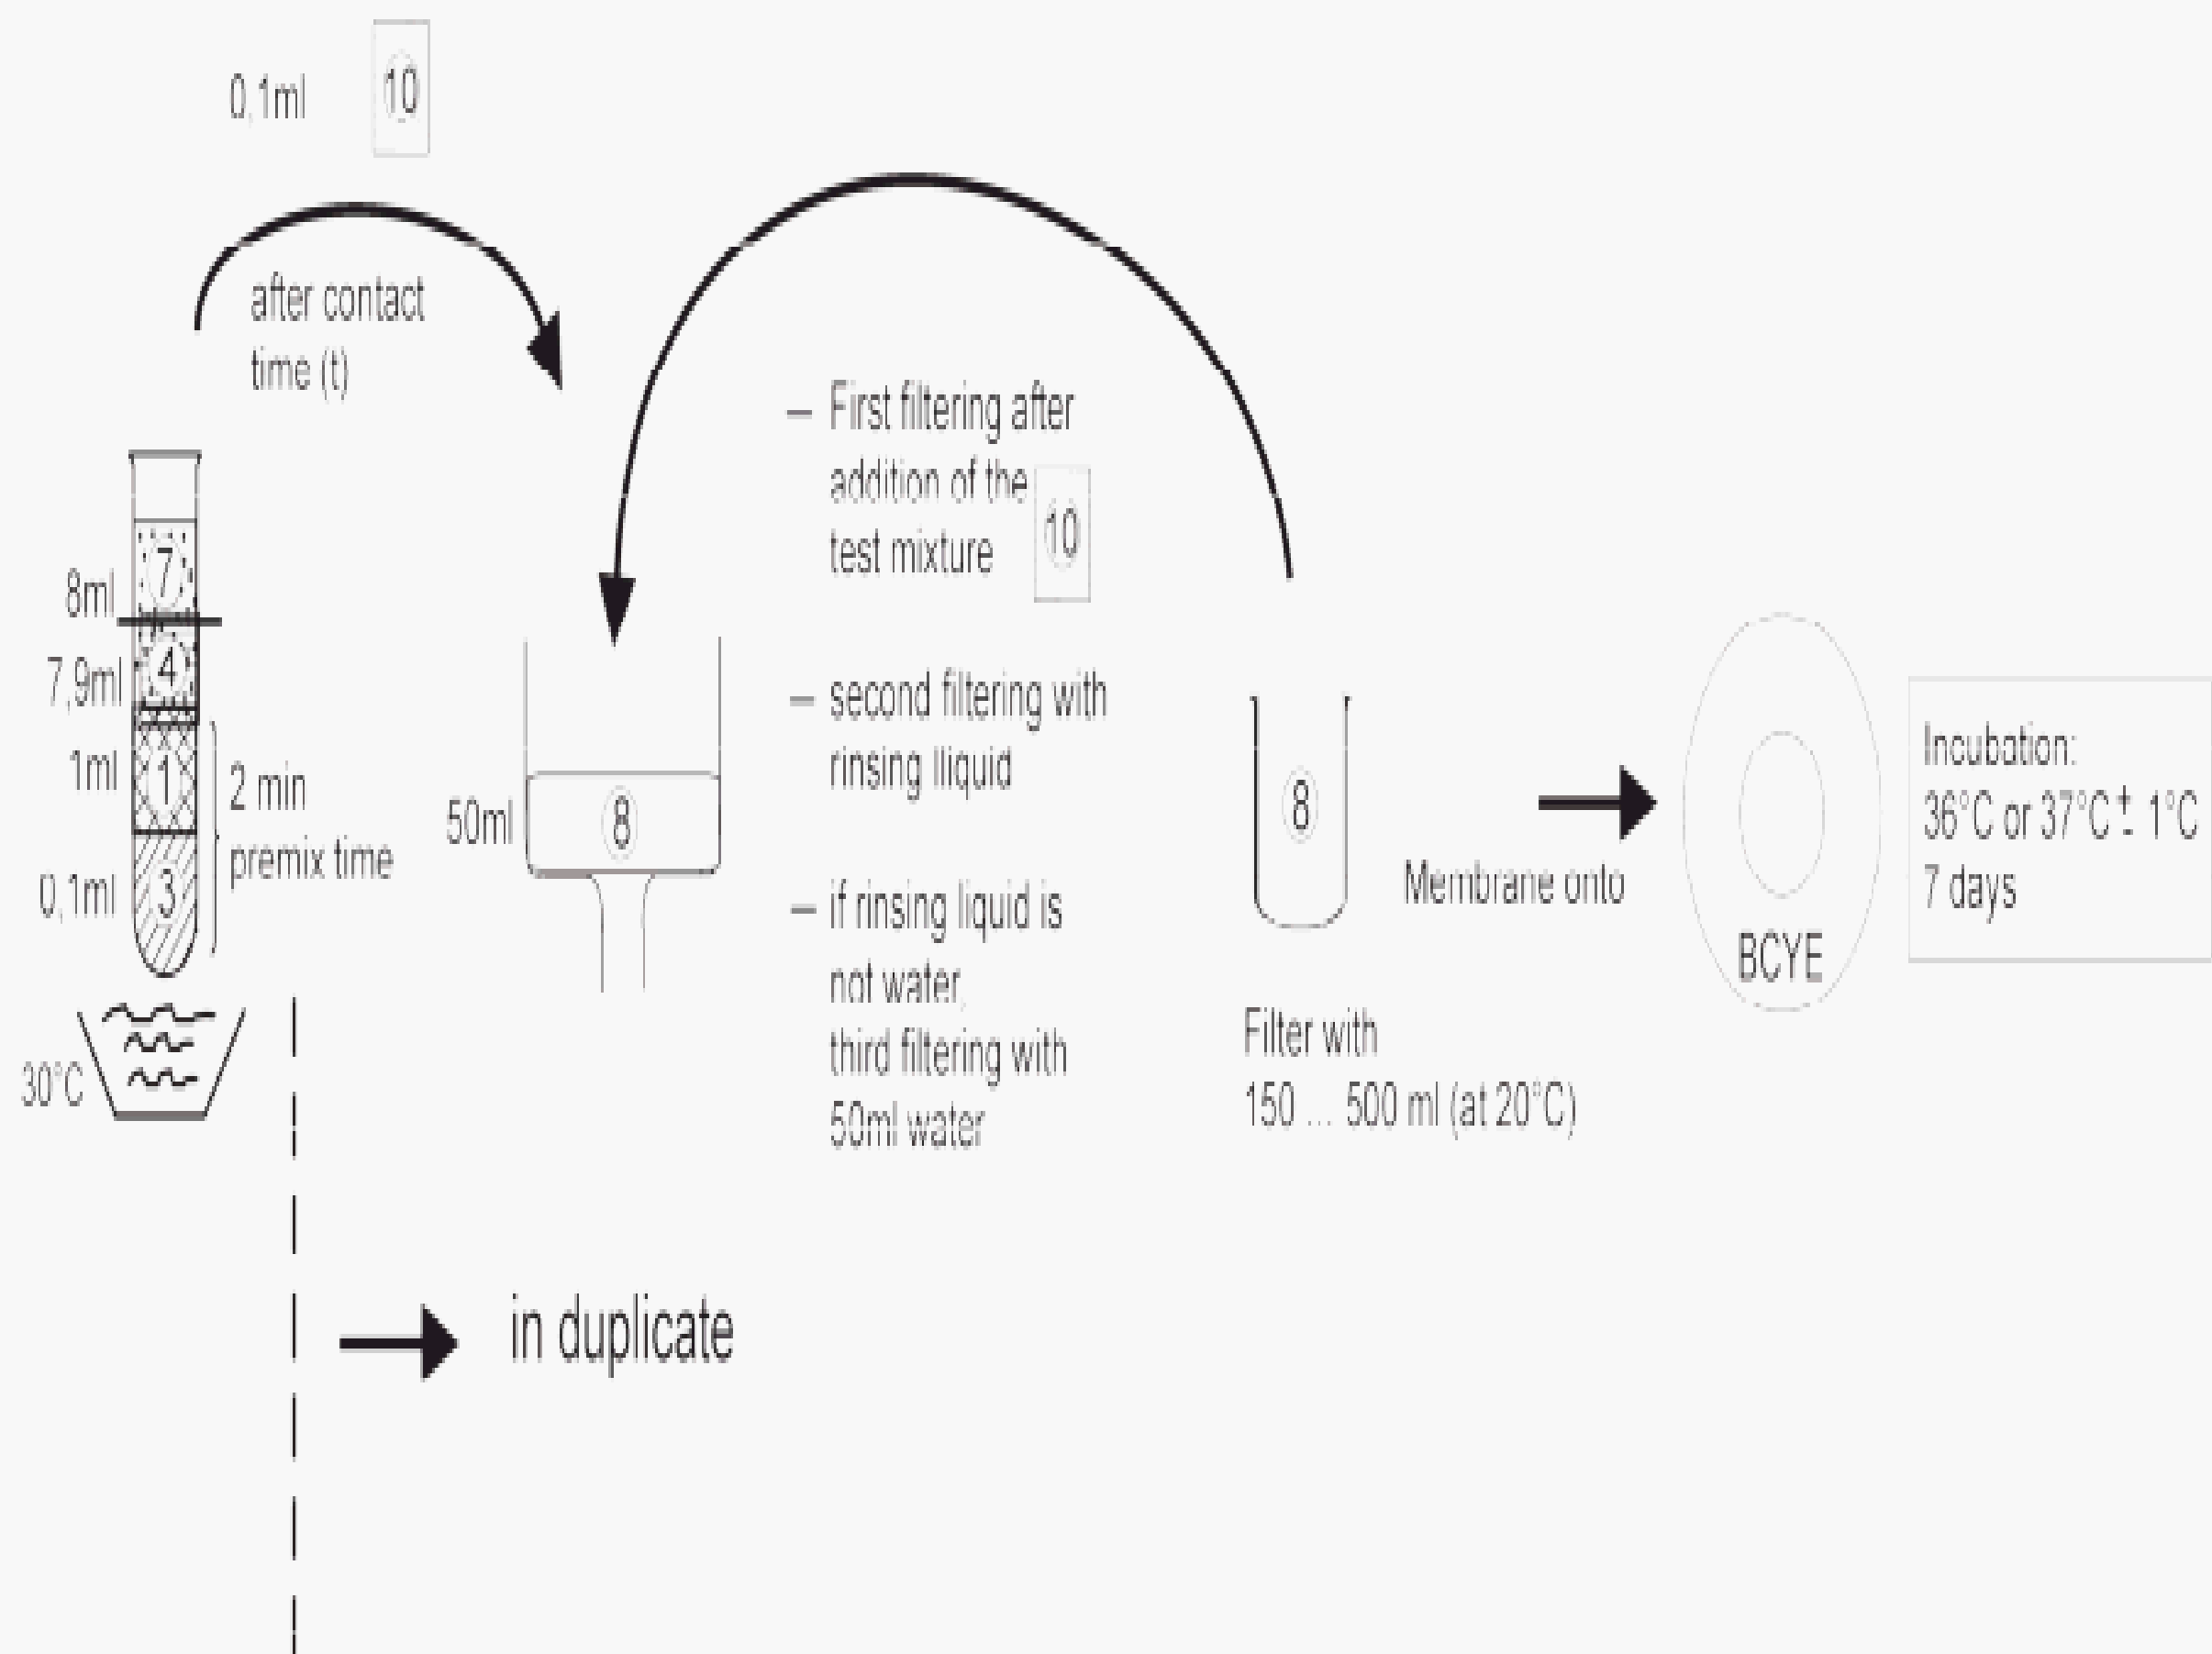 0,1ml
10
after contact
time (t)
8ml
7
7,9ml
4
1ml
1
0,1ml
3
2 min
premix time
30°C
50ml
8
– First filtering after
addition of the
test mixture
10
– second filtering with
rinsing lliquid
– if rinsing liquid is
not water,
third filtering with
50ml water
8
Filter with
150 ... 500 ml (at 20°C)
Membrane onto
BCYE
Incubation:
36°C or 37°C ± 1°C
7 days
in duplicate